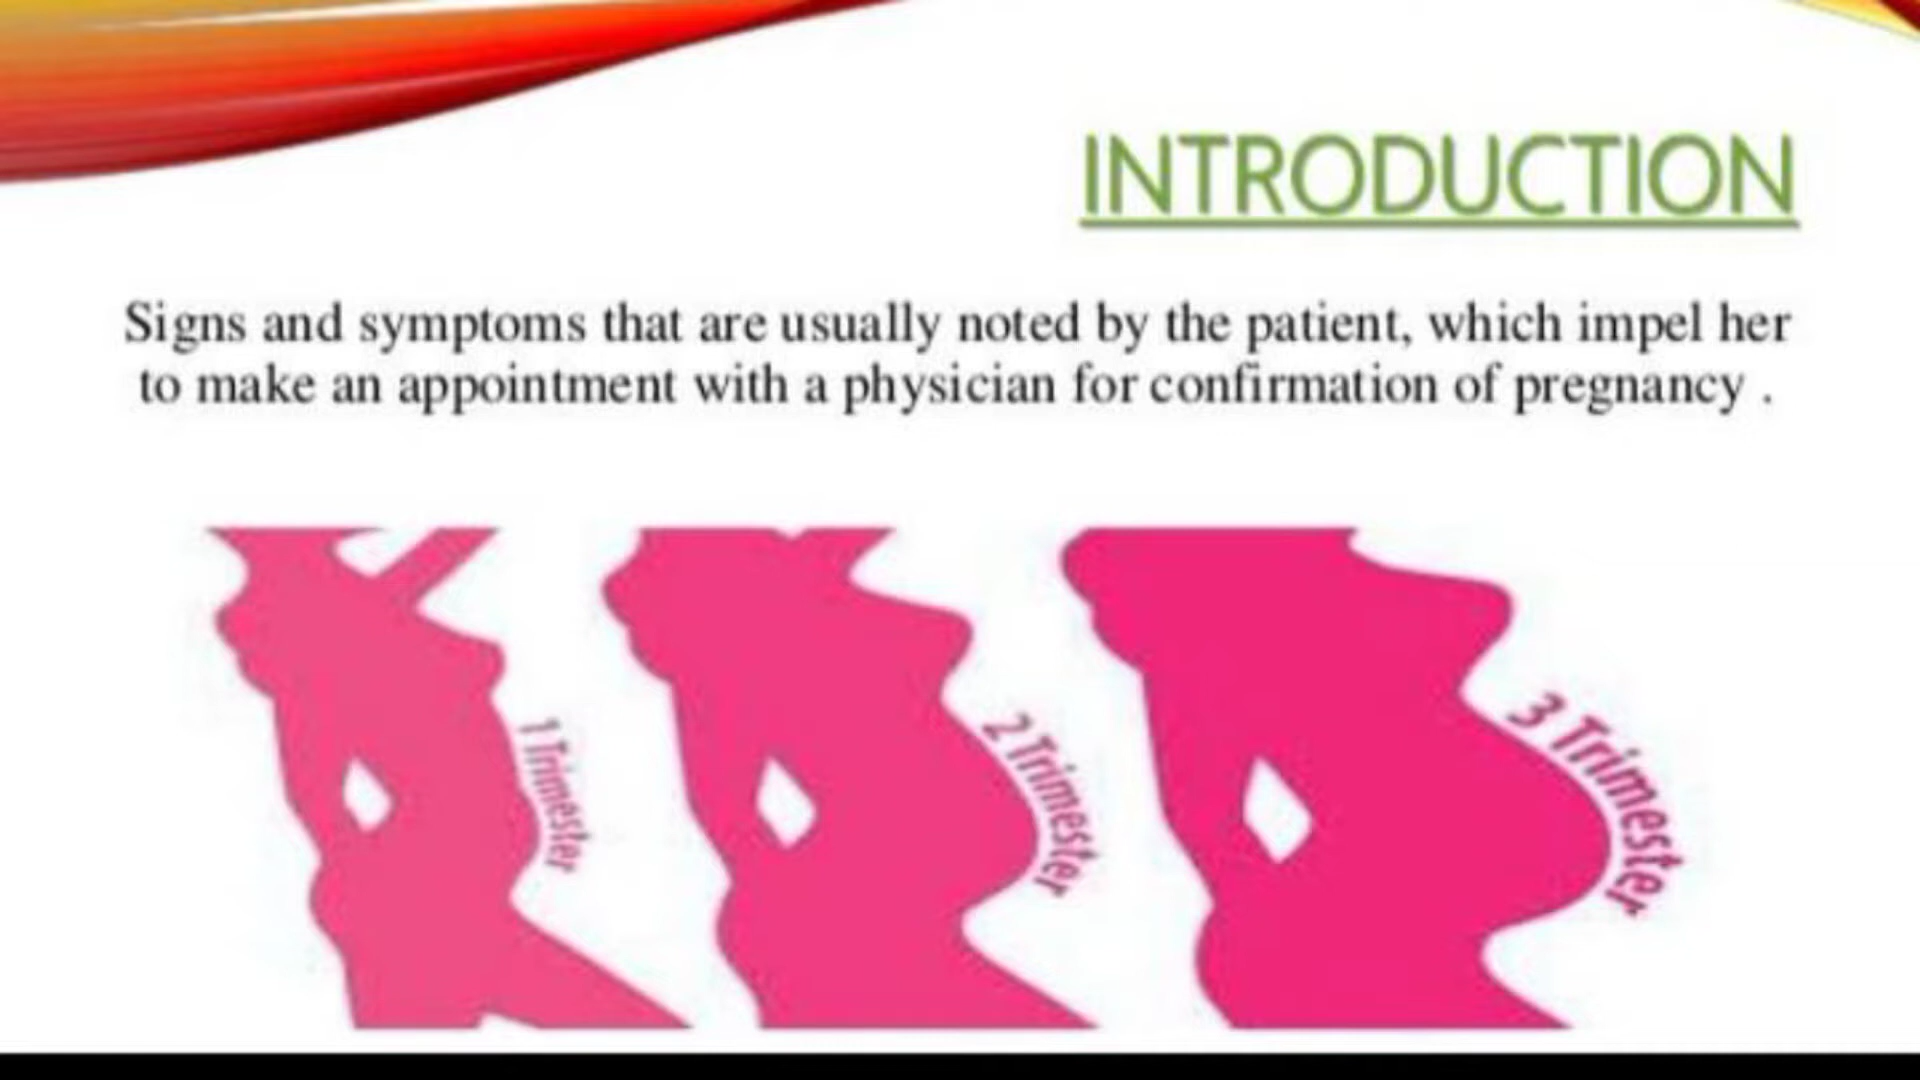 INTRODUCTION
Signs and symptoms that are usually noted by the patient, which impel her
to make an appointment with a physician for confirmation of pregnancy .
1 Trimester
2 Trimester
3 Trimester